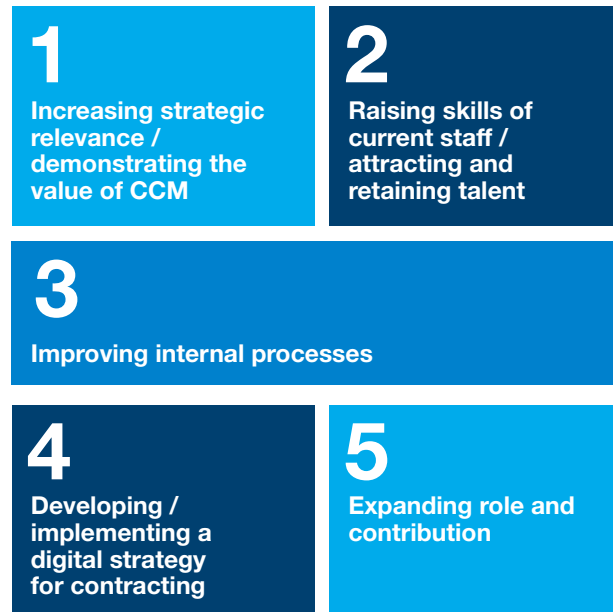 1
Increasing strategic
relevance /
demonstrating the
value of CCM
2
Raising skills of
current staff /
attracting and
retaining talent
3
Improving internal processes
4
Developing /
implementing a
digital strategy
for contracting
5
Expanding role and
contribution